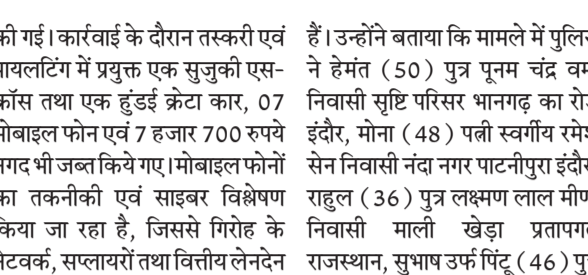 की गई। कार्रवाई के दौरान तस्करी एवं
पायलटिंग में प्रयुक्त एक सुजुकी एस-
क्रॉस तथा एक हुंडई क्रेटा कार, 07
मोबाइल फोन एवं 7 हजार 700 रुपये
नगद भी जब्त किये गए।मोबाइल फोनों
का तकनीकी एवं साइबर विश्लेषण
किया जा रहा है, जिससे गिरोह के
नेटवर्क, सप्लायरों तथा वित्तीय लेनदेन
हैं। उन्होंने बताया कि मामले में
ने हेमंत (50) पुत्र पूनम चंद्र
निवासी सृष्टि परिसर भानगढ़ का
इंदौर, मोना (48) पत्नी स्वर्गीय
सेन निवासी नंदा नगर पाटनीपुरा
राहुल (36) पुत्र लक्ष्मण लाल
निवासी माली खेड़ा
राजस्थान, सुभाष उर्फ पिंटू (46)